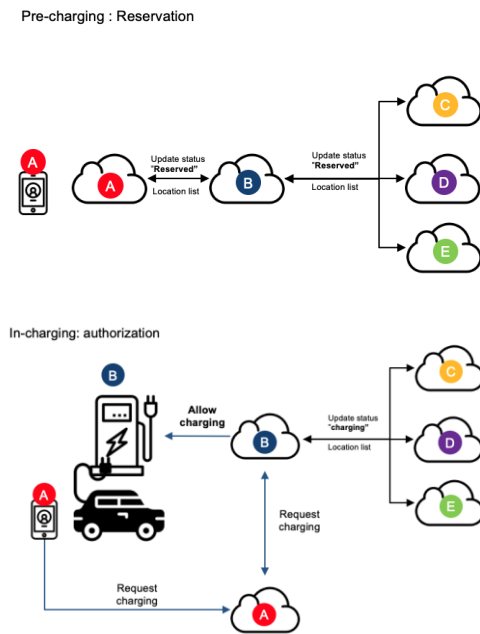 Pre-charging : Reservation
C
A
Update status
"Reserved"
Location list
A
B
Update status
"Reserved"
Location list
D
E
In-charging: authorization
B
C
Allow
charging
B
Update status
"charging"
Location list
D
A
E
Request
charging
Request
charging
A